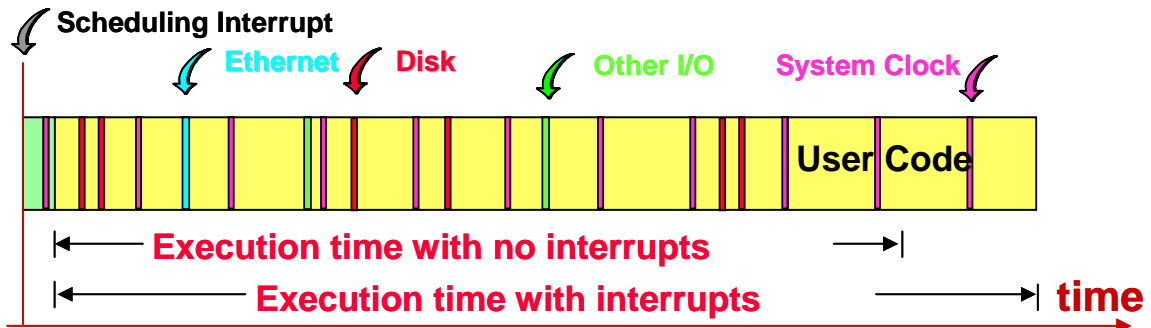 Scheduling Interrupt
Ethernet
Disk
Other I/O
System Clock
User Code
Execution time with no interrupts
Execution time with interrupts
time